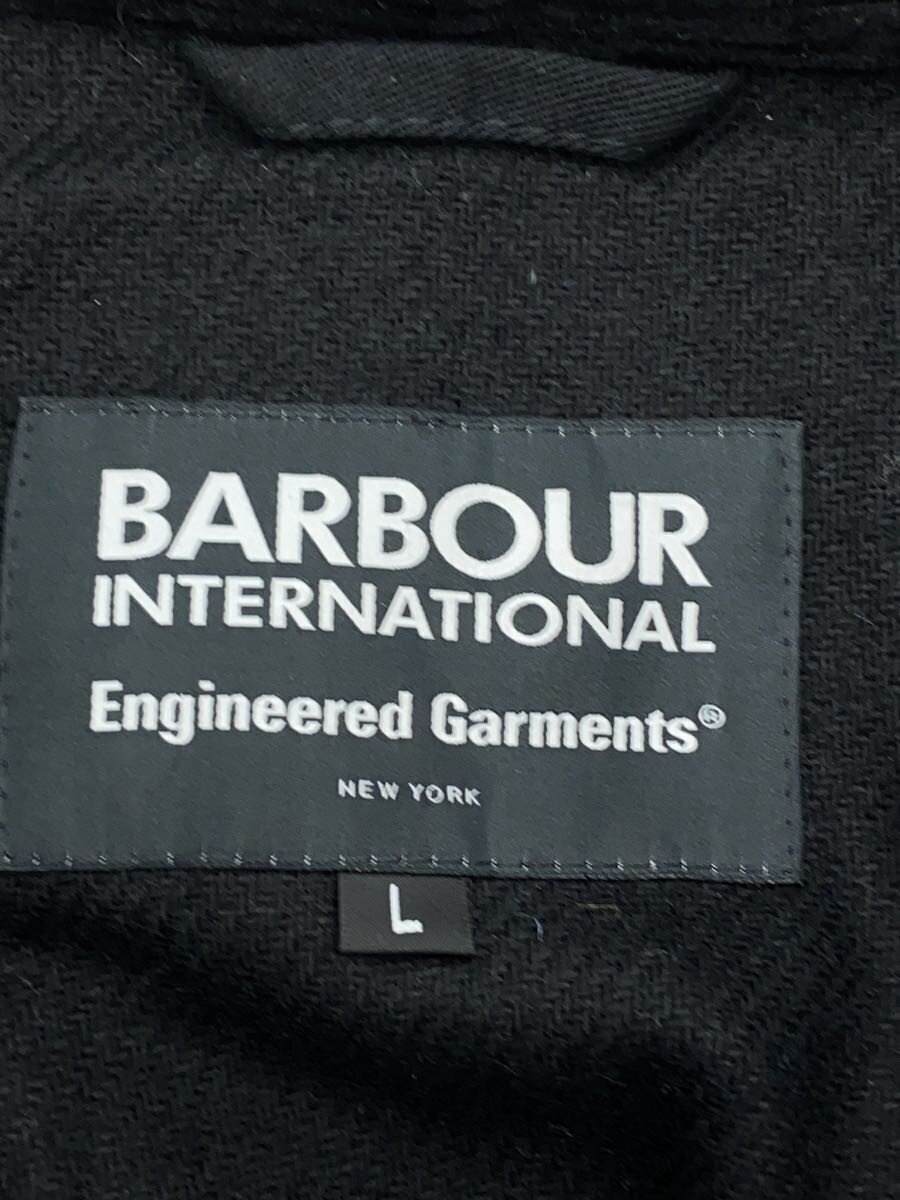 BARBOUR
INTERNATIONAL
Engineered Garments®
NEW YORK
L